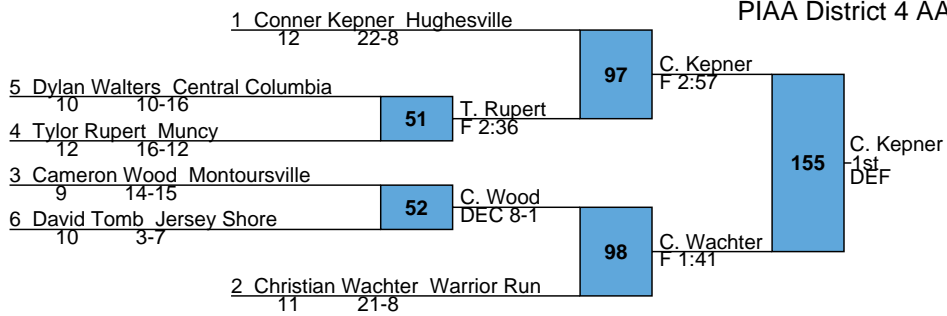 PIAA District 4 AA
1 Conner Kepner Hughesville
12 22-8
97
C. Kepner
F 2:57
5 Dylan Walters Central Columbia
10 10-16
51
T. Rupert
F 2:36
4 Tylor Rupert Muncy
12 16-12
155
C. Kepner
1st
DEF
3 Cameron Wood Montoursville
9 14-15
52
C. Wood
DEC 8-1
6 David Tomb Jersey Shore
10 3-7
98
C. Wachter
F 1:41
2 Christian Wachter Warrior Run
11 21-8